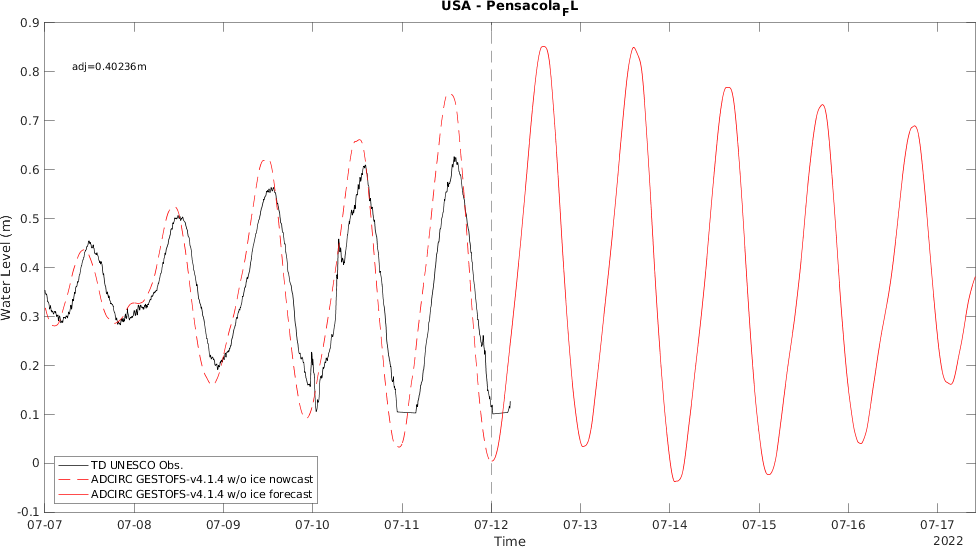 USA - Pensacola_FL
0.9
0.8
0.7
0.6
0.5
0.4
0.3
0.2
0.1
0
-0.1
Water Level (m)
adj=0.40236m
TD UNESCO Obs.
ADCIRC GESTOFS-v4.1.4 w/o ice nowcast
ADCIRC GESTOFS-v4.1.4 w/o ice forecast
07-07 07-08 07-09 07-10 07-11 07-12 07-13 07-14 07-15 07-16 07-17
Time
2022